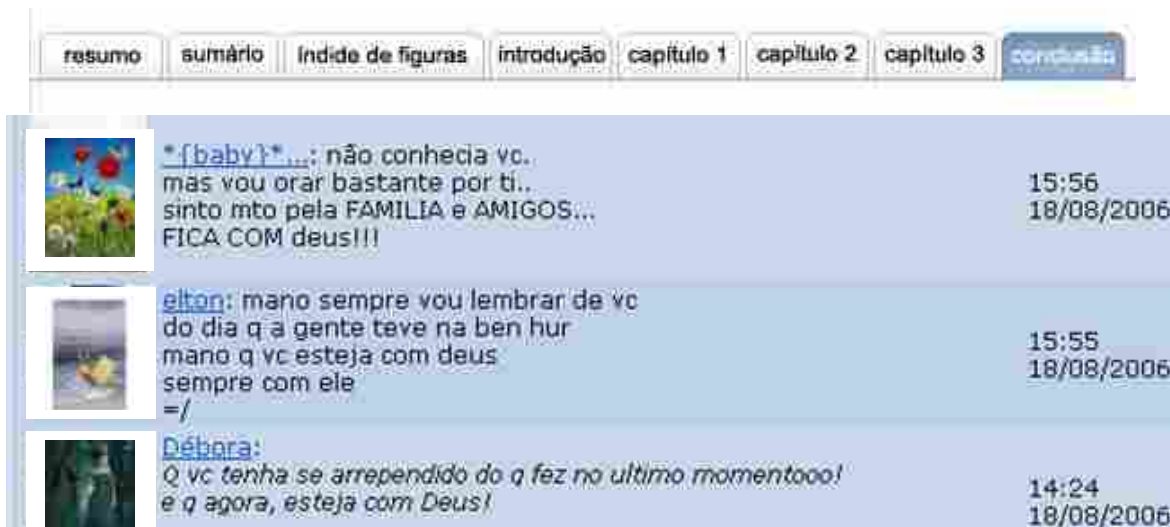 resumo sumário índide de figuras introdução capítulo 1 capítulo 2 capítulo 3 conclusão
*{baby}*...: não conhecia vc.
mas vou orar bastante por ti..
sinto mto pela FAMILIA e AMIGOS...
FICA COM deus!!!
15:56
18/08/2006
elton: mano sempre vou lembrar de vc
do dia q a gente teve na ben hur
mano q vc esteja com deus
sempre com ele
=/
15:55
18/08/2006
Débora:
Q vc tenha se arrependido do q fez no ultimo momentooo!
e q agora, esteja com Deus!
14:24
18/08/2006